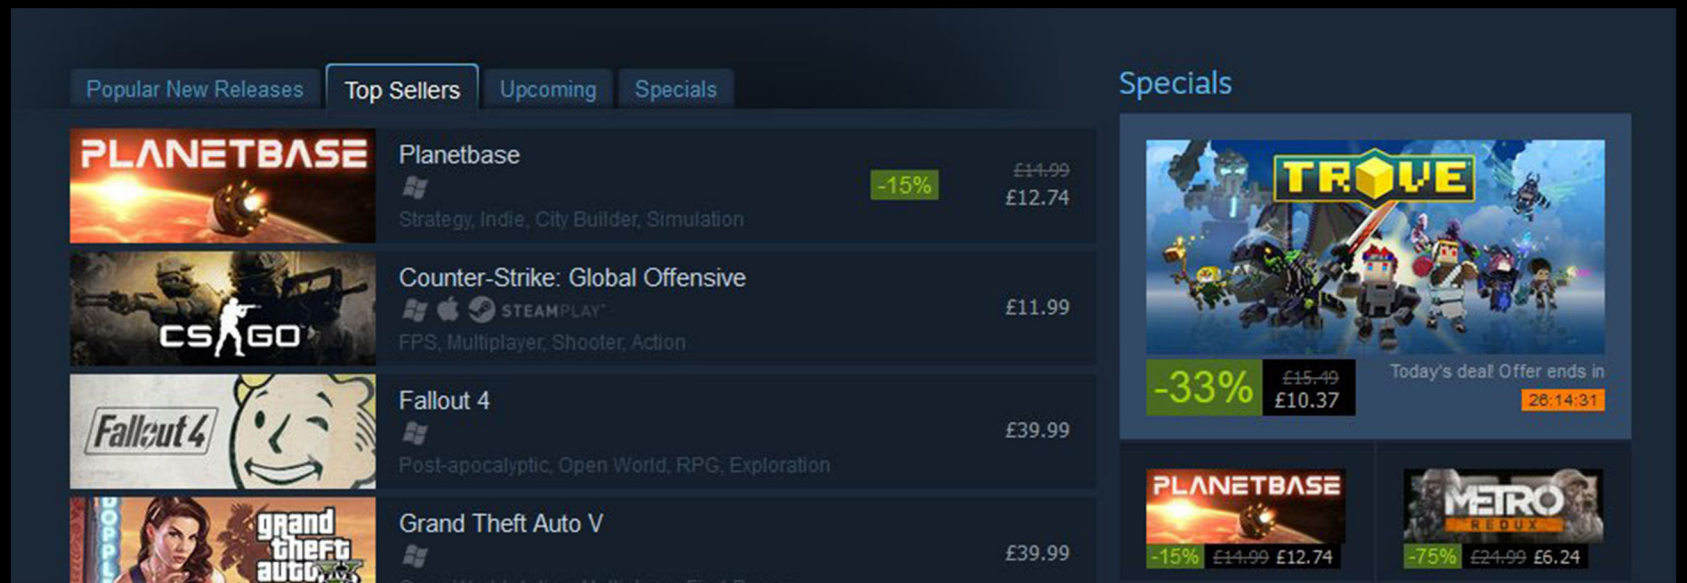 Popular New Releases
Top Sellers
Upcoming
Specials
PLANETBASE
Planetbase
-15%
£14.99
£12.74
Strategy, Indie, City Builder, Simulation
CS GO
Counter-Strike: Global Offensive
STEAMPLAY™
£11.99
FPS, Multiplayer, Shooter, Action
Fallout 4
Fallout 4
£39.99
Post-apocalyptic, Open World, RPG, Exploration
grand
theft
auto V
Grand Theft Auto V
£39.99
Specials
TROVE
-33%
£15.49
£10.37
Today's deal! Offer ends in
26:14:31
PLANETBASE
-15% £14.99 £12.74
METRO
REDUX
-75% £24.99 £6.24